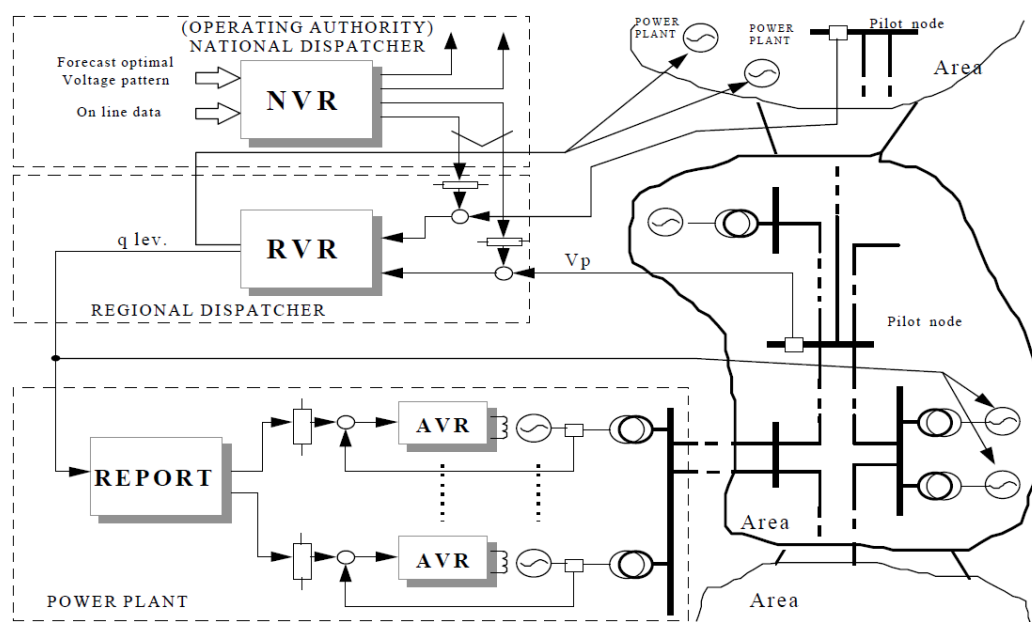 (OPERATING AUTHORITY)
NATIONAL DISPATCHER
Forecast optimal
Voltage pattern
On line data
NVR
POWER
PLANT
POWER
PLANT
Pilot node
Area
q lev.
RVR
Vp
REGIONAL DISPATCHER
Pilot node
REPORT
AVR
AVR
POWER PLANT
Area
Area